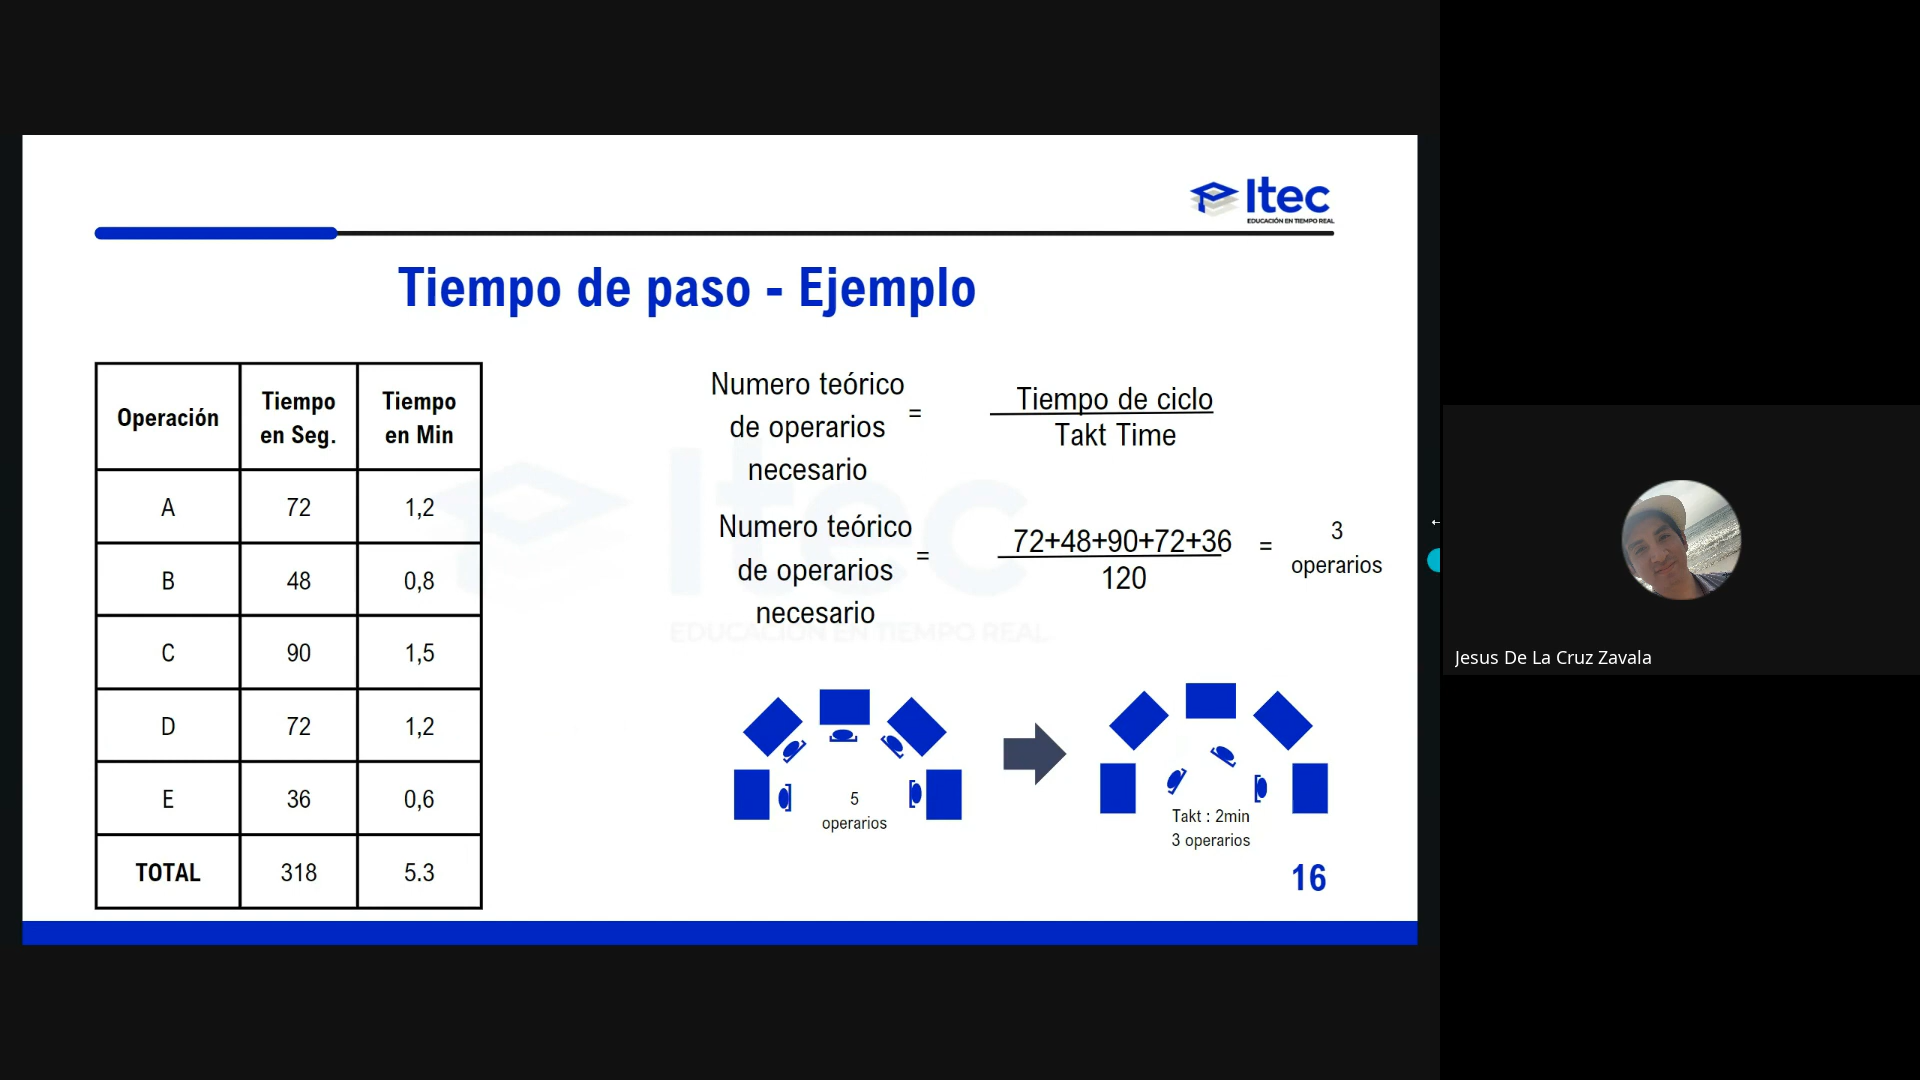 Itec
EDUCACIÓN EN TIEMPO REAL
Tiempo de paso - Ejemplo
Operación
Tiempo
en Seg.
Tiempo
en Min
A
72
1,2
B
48
0,8
C
90
1,5
D
72
1,2
E
36
0,6
TOTAL
318
5.3
Numero teórico
de operarios
necesario
=
Tiempo de ciclo
Takt Time
Numero teórico
de operarios
necesario
=
72+48+90+72+36
120
=
3
operarios
Itec
EDUCACIÓN EN TIEMPO REAL
5
operarios
Takt : 2min
3 operarios
16
Jesus De La Cruz Zavala